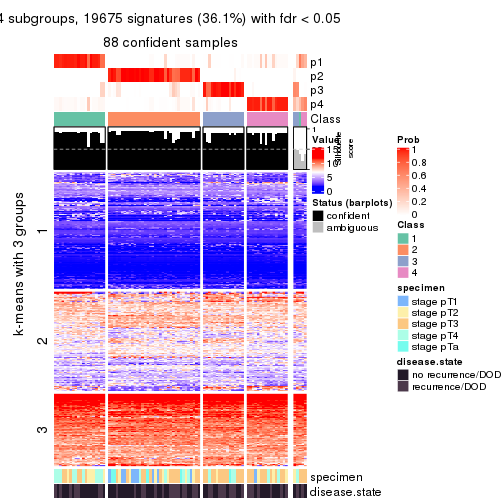 4 subgroups, 19675 signatures (36.1%) with fdr < 0.05
88 confident samples
p1
p2
p3
p4
Class
1
Silhouette
score
k-means with 3 groups
1
2
3
specimen
disease.state
Value
15
10
5
0
Status (barplots)
confident
ambiguous
Prob
1
0.8
0.6
0.4
0.2
0
Class
1
2
3
4
specimen
stage pT1
stage pT2
stage pT3
stage pT4
stage pTa
disease.state
no recurrence/DOD
recurrence/DOD